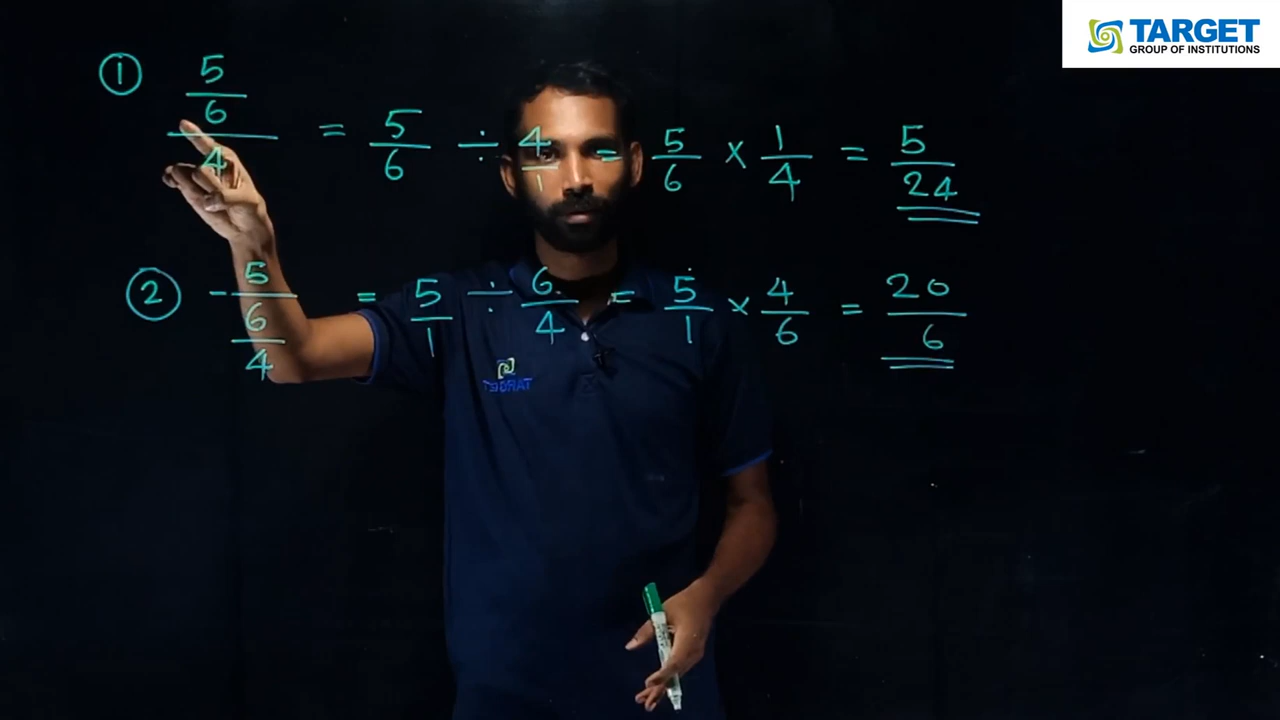 TARGET
GROUP OF INSTITUTIONS
① 5/6 / 4 = 5/6 ÷ 4/1 = 5/6 × 1/4 = 5/24
② 5 / 6/4 = 5/1 ÷ 6/4 = 5/1 × 4/6 = 20/6
TARGET